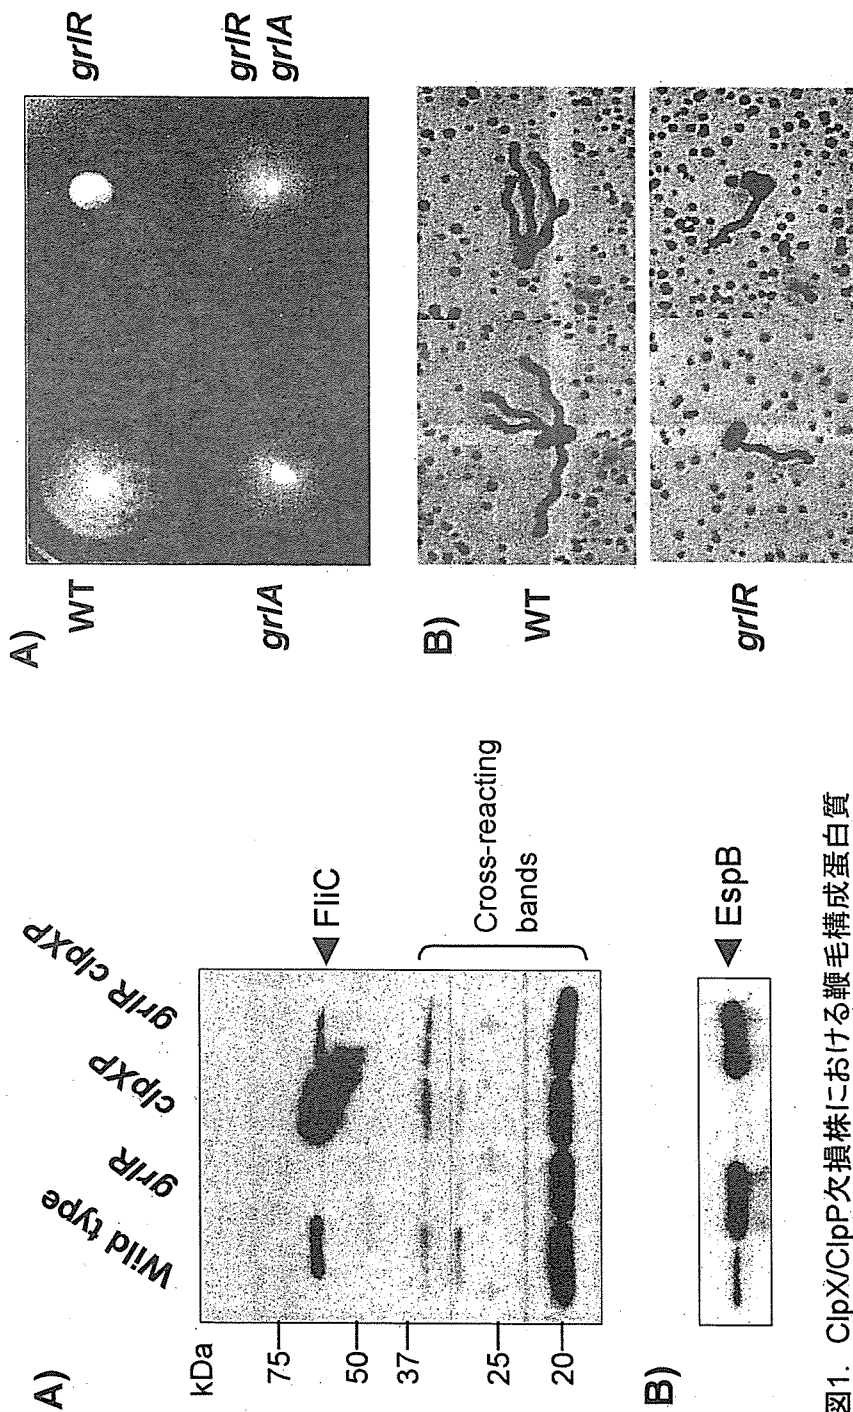 A)
Wild type
grlR
clpXP
grlR clpXP
kDa
75
50
37
25
20
FliC
Cross-reacting
bands
B)
EspB
図1. ClpX/ClpP欠損株における鞭毛構成蛋白質
A)
WT
grlR
grlA
grlR
grlA
B)
WT
grlR